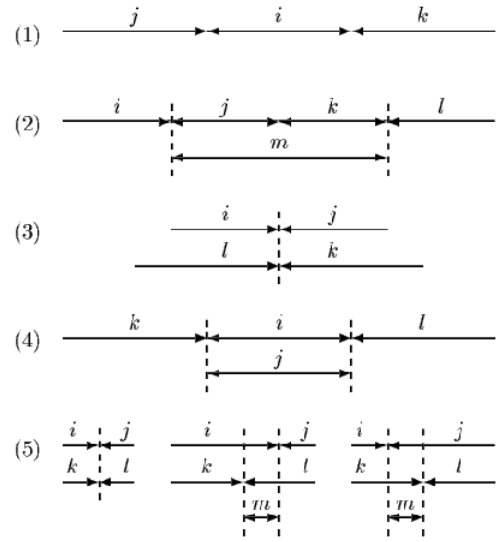 (1) j i k
(2) i j k l
m
(3) i j
l k
(4) k i l
j
(5) i j i j i j
k l k l k l
m m